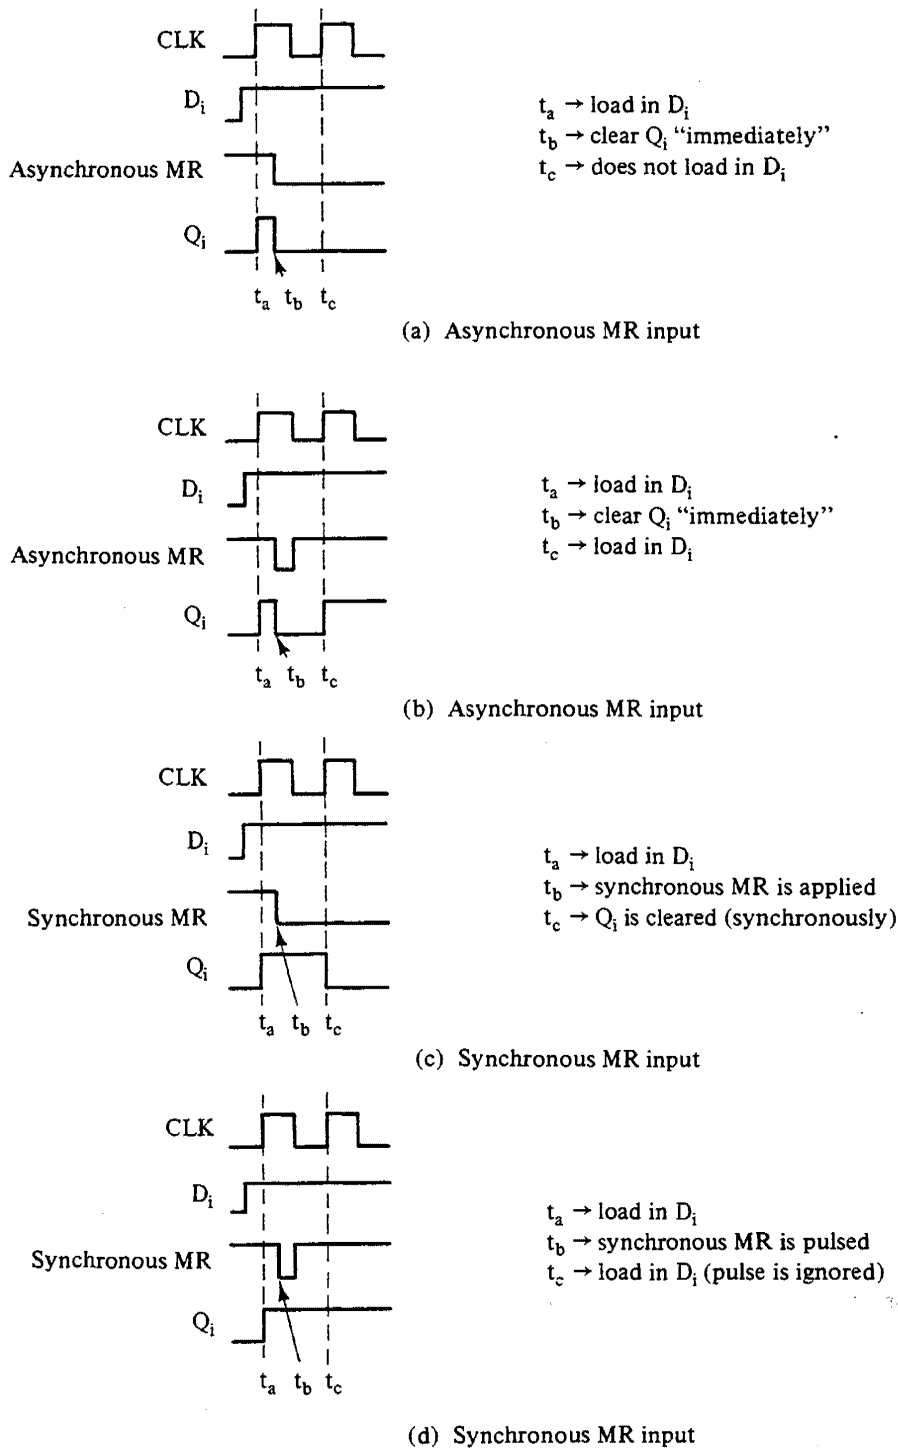 CLK
Dᵢ
Asynchronous MR
Qᵢ
tₐ t_b t_c
tₐ → load in Dᵢ
t_b → clear Qᵢ “immediately”
t_c → does not load in Dᵢ
(a) Asynchronous MR input
CLK
Dᵢ
Asynchronous MR
Qᵢ
tₐ t_b t_c
tₐ → load in Dᵢ
t_b → clear Qᵢ “immediately”
t_c → load in Dᵢ
(b) Asynchronous MR input
CLK
Dᵢ
Synchronous MR
Qᵢ
tₐ t_b t_c
tₐ → load in Dᵢ
t_b → synchronous MR is applied
t_c → Qᵢ is cleared (synchronously)
(c) Synchronous MR input
CLK
Dᵢ
Synchronous MR
Qᵢ
tₐ t_b t_c
tₐ → load in Dᵢ
t_b → synchronous MR is pulsed
t_c → load in Dᵢ (pulse is ignored)
(d) Synchronous MR input